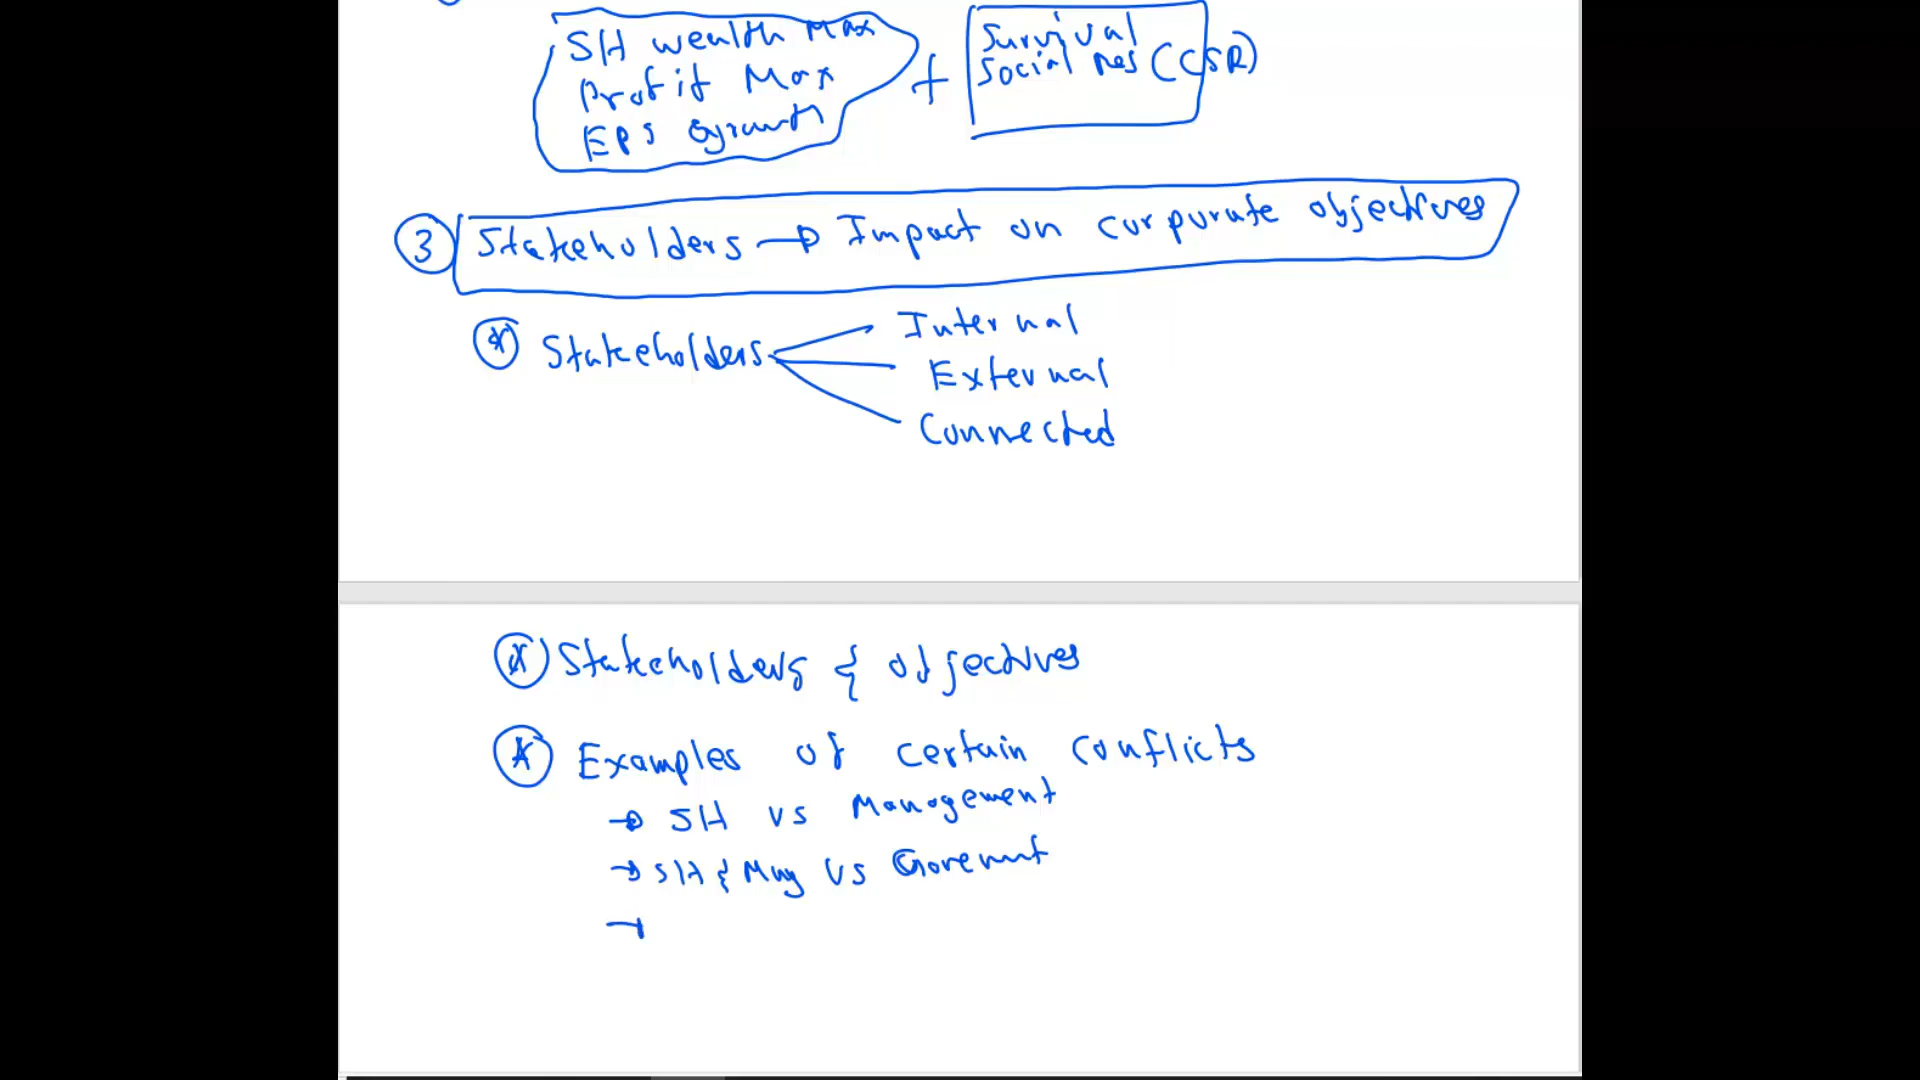 SH wealth Max
Profit Max
EPS growth
+
Survival
Social Res (CSR)
3 Stakeholders → Impact on corporate objectives
* Stakeholders
Internal
External
Connected
* Stakeholders & objectives
* Examples of certain conflicts
→ SH vs Management
→ SH & Mng vs Goremnt
→